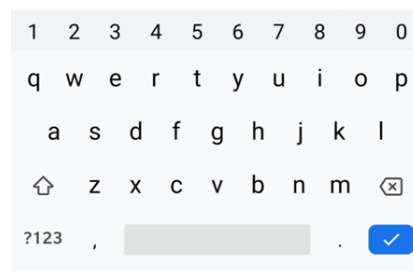 1 2 3 4 5 6 7 8 9 0
q w e r t y u i o p
a s d f g h j k l
z x c v b n m
?123 , .